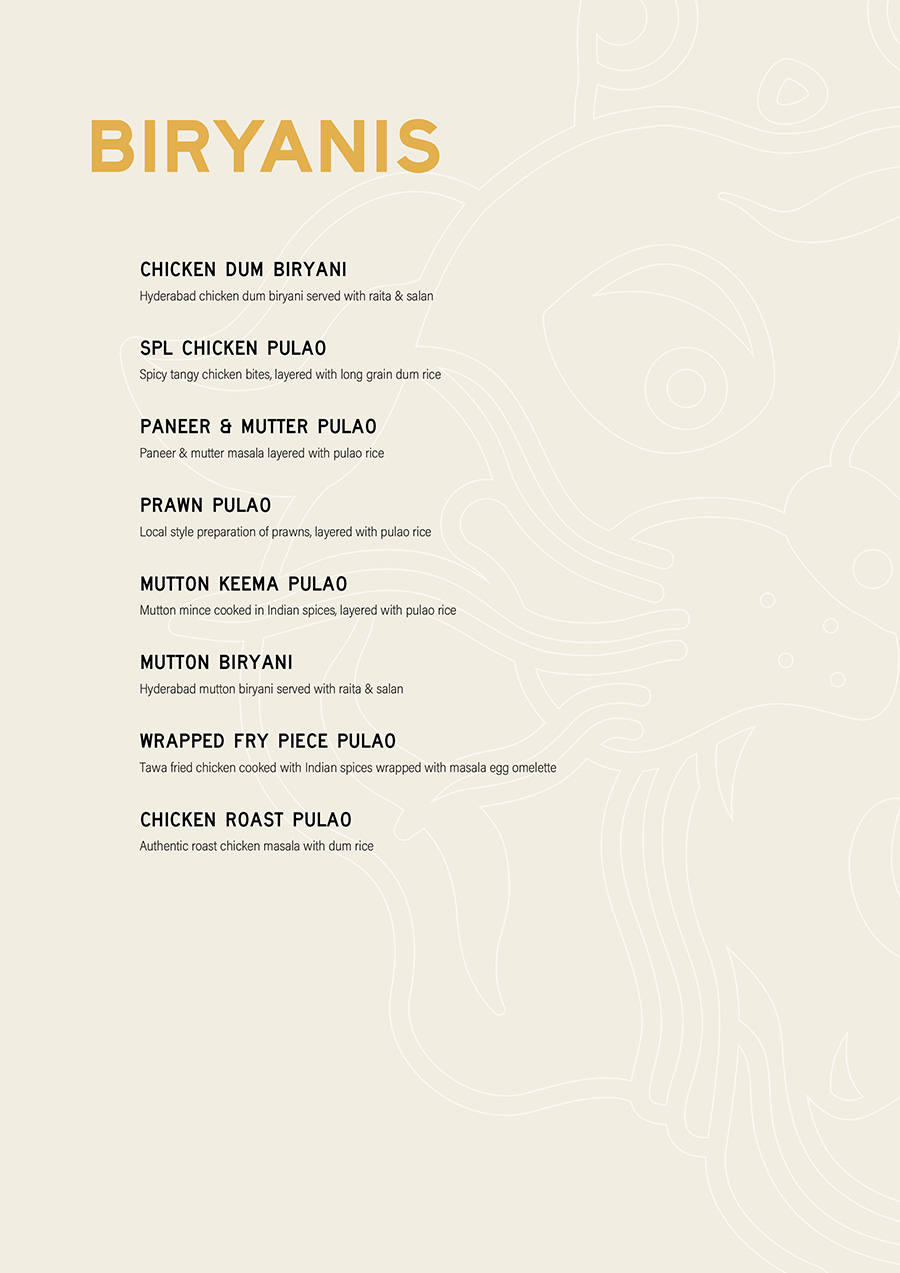 BIRYANIS
CHICKEN DUM BIRYANI
Hyderabad chicken dum biryani served with raita & salan
SPL CHICKEN PULAO
Spicy tangy chicken bites, layered with long grain dum rice
PANEER & MUTTER PULAO
Paneer & mutter masala layered with pulao rice
PRAWN PULAO
Local style preparation of prawns, layered with pulao rice
MUTTON KEEMA PULAO
Mutton mince cooked in Indian spices, layered with pulao rice
MUTTON BIRYANI
Hyderabad mutton biryani served with raita & salan
WRAPPED FRY PIECE PULAO
Tawa fried chicken cooked with Indian spices wrapped with masala egg omelette
CHICKEN ROAST PULAO
Authentic roast chicken masala with dum rice